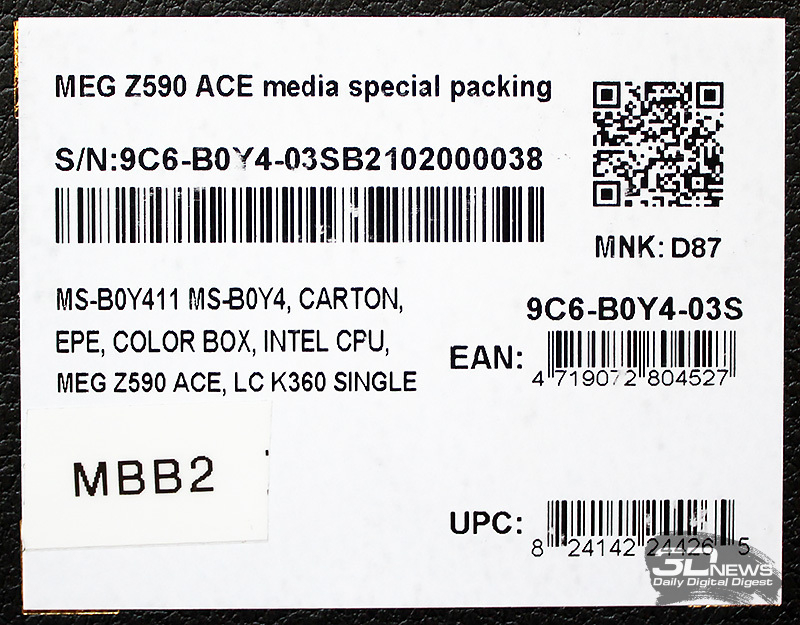 MEG Z590 ACE media special packing
S/N:9C6-B0Y4-03SB2102000038
MNK: D87
MS-B0Y411 MS-B0Y4, CARTON,
EPE, COLOR BOX, INTEL CPU,
MEG Z590 ACE, LC K360 SINGLE
9C6-B0Y4-03S
EAN:
4 719072 804527
MBB2
UPC:
8 24142 24426 5
3DNEWS
Daily Digital Digest